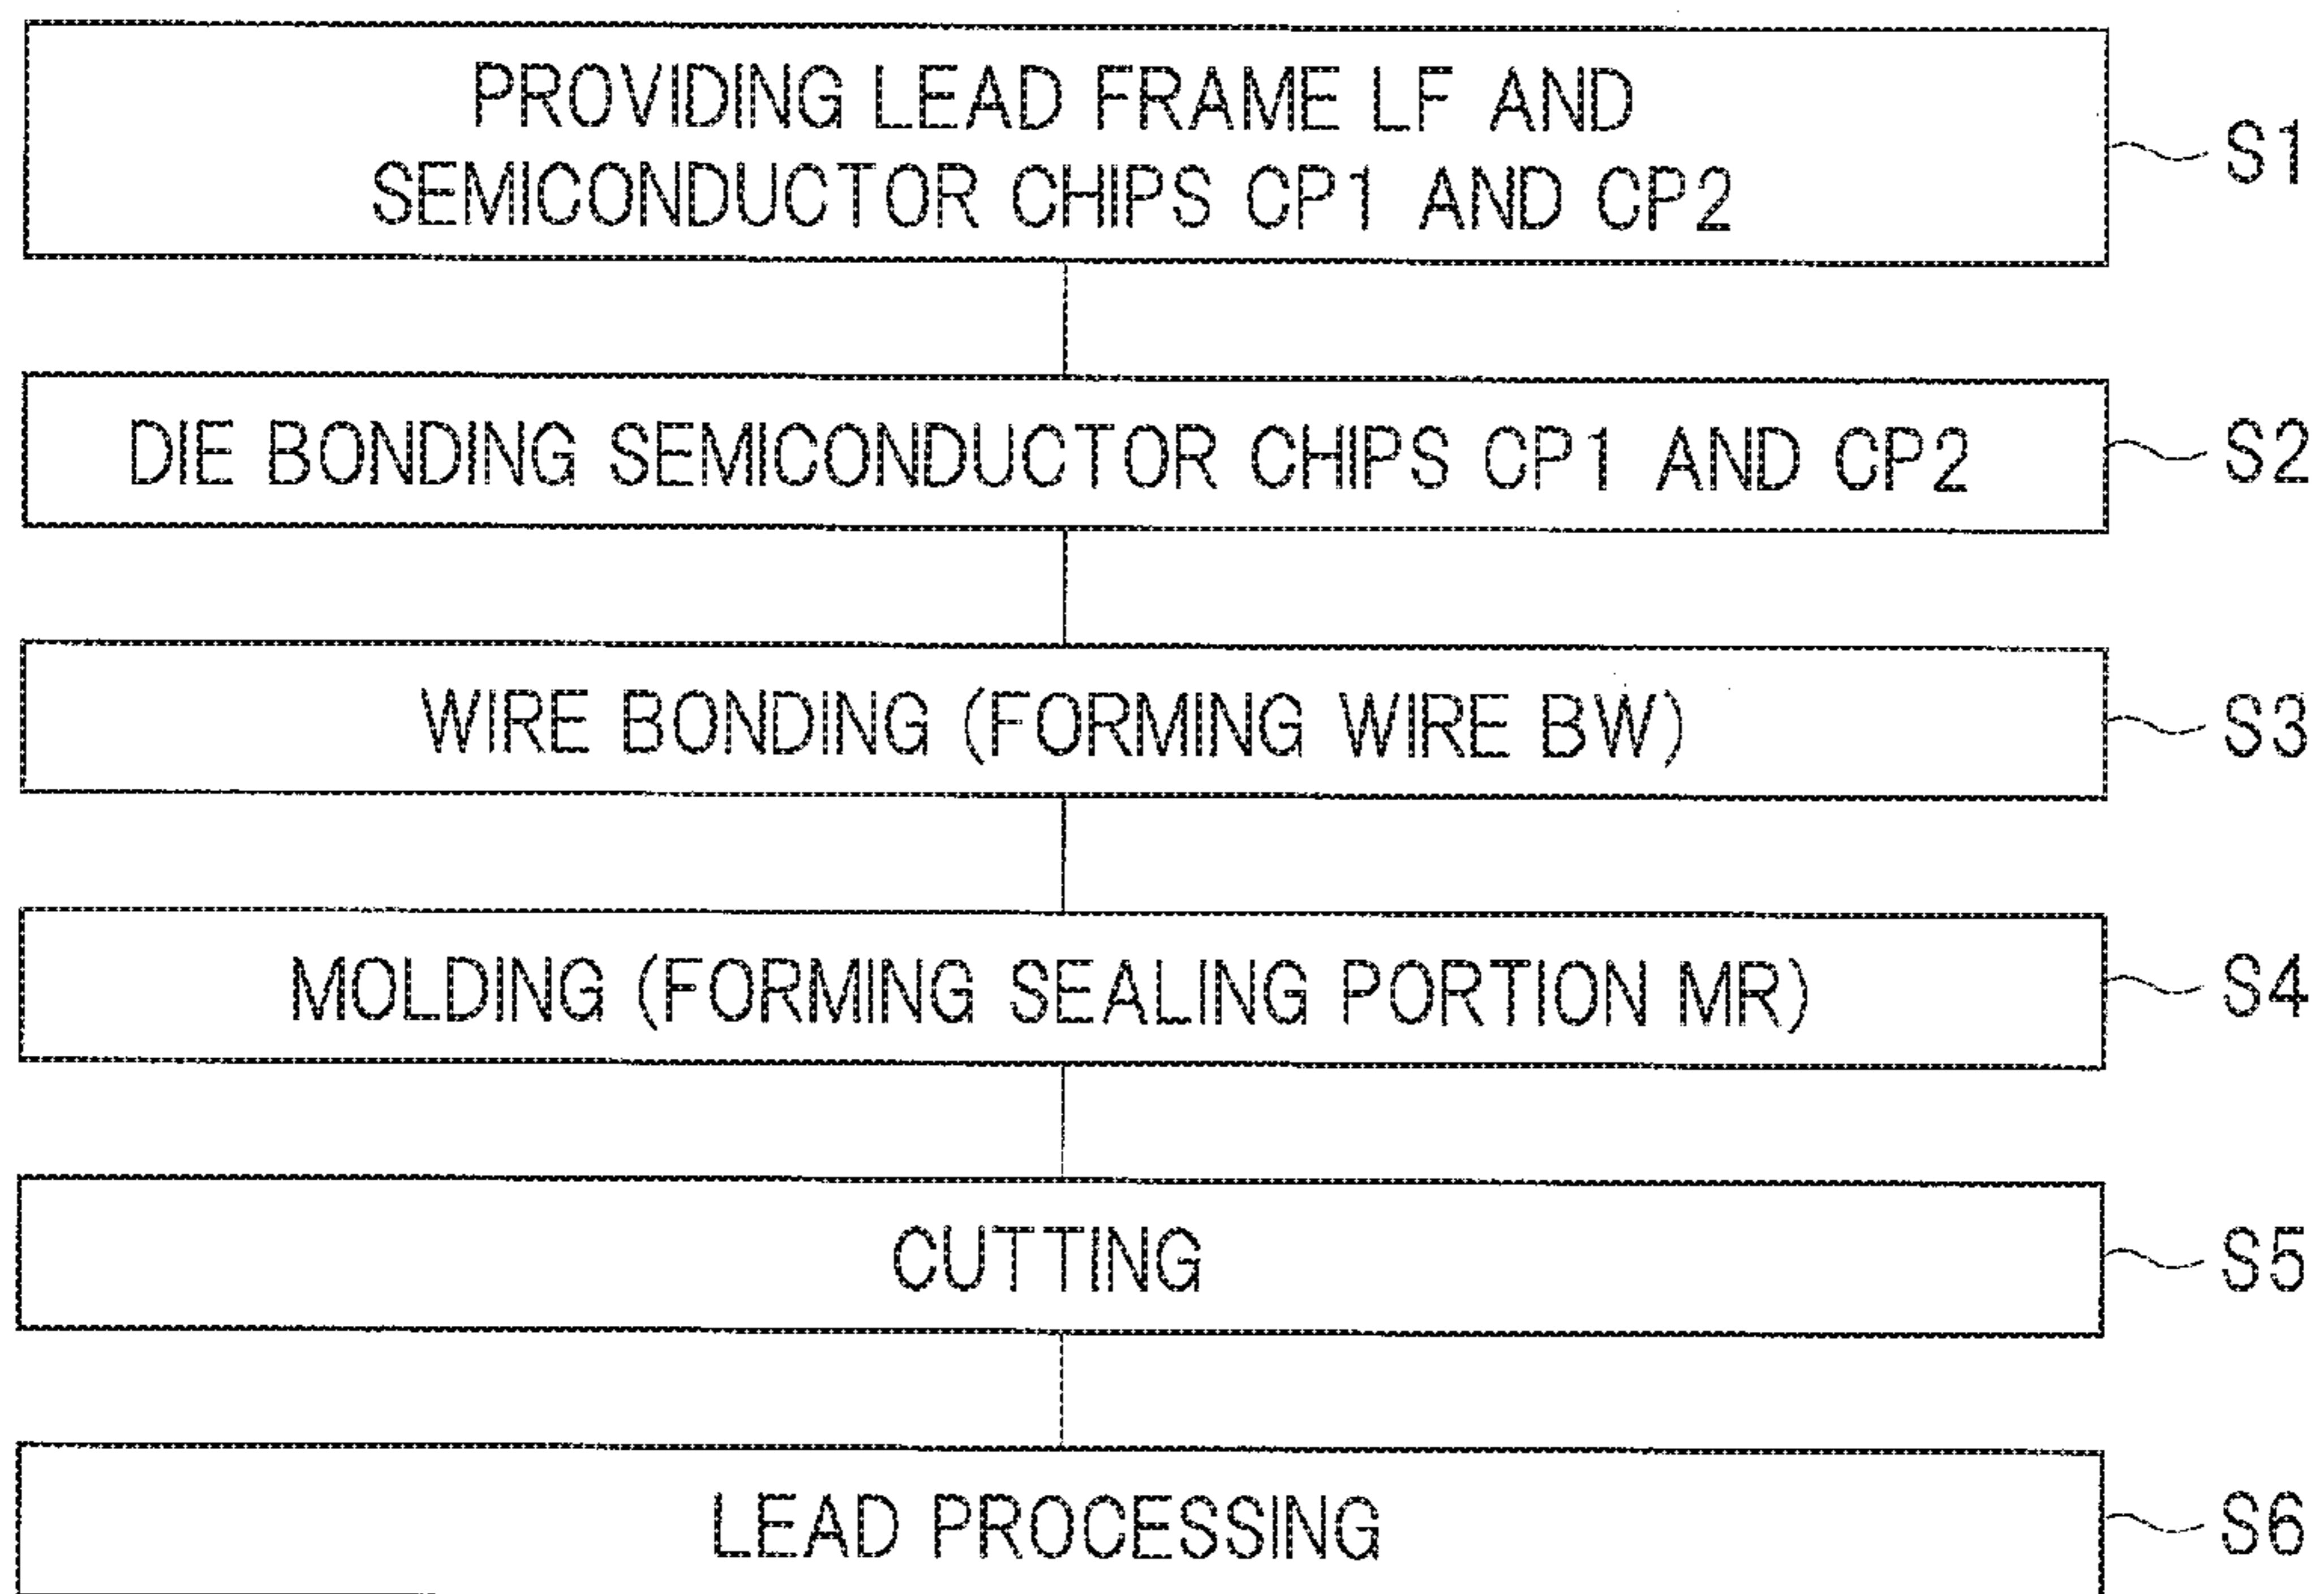 PROVIDING LEAD FRAME LF AND
SEMICONDUCTOR CHIPS CP1 AND CP2
S1
DIE BONDING SEMICONDUCTOR CHIPS CP1 AND CP2
S2
WIRE BONDING (FORMING WIRE BW)
S3
MOLDING (FORMING SEALING PORTION MR)
S4
CUTTING
S5
LEAD PROCESSING
S6